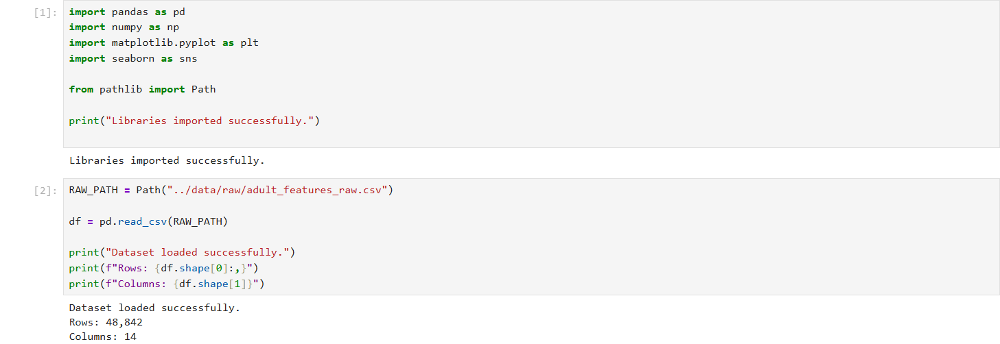 [1]:
import pandas as pd
import numpy as np
import matplotlib.pyplot as plt
import seaborn as sns
from pathlib import Path
print("Libraries imported successfully.")
Libraries imported successfully.
[2]:
RAW_PATH = Path("../data/raw/adult_features_raw.csv")
df = pd.read_csv(RAW_PATH)
print("Dataset loaded successfully.")
print(f"Rows: {df.shape[0]:,}")
print(f"Columns: {df.shape[1]}")
Dataset loaded successfully.
Rows: 48,842
Columns: 14